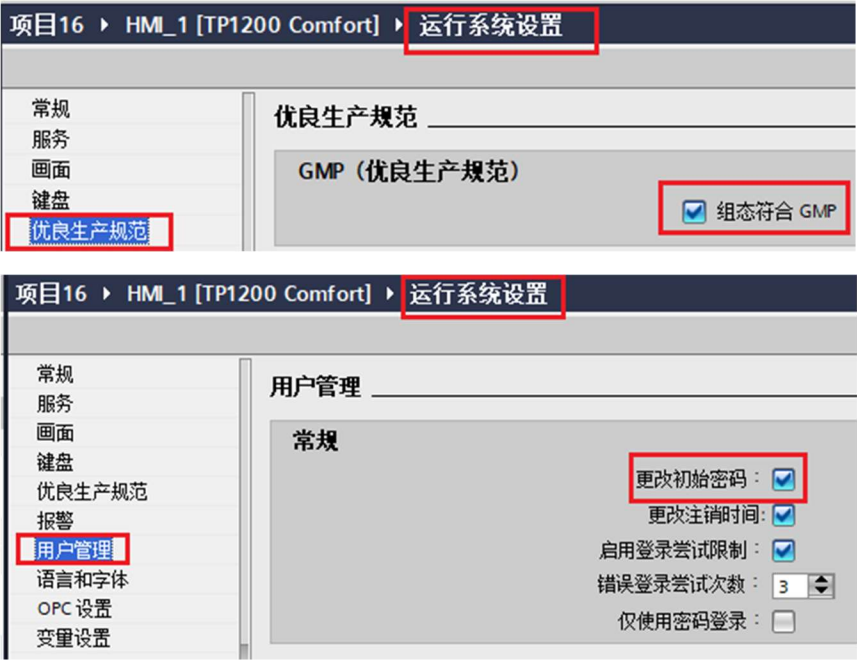 项目16 ▸ HMI_1 [TP1200 Comfort] ▸ 运行系统设置
常规
服务
画面
键盘
优良生产规范
优良生产规范
GMP（优良生产规范）
组态符合 GMP
项目16 ▸ HMI_1 [TP1200 Comfort] ▸ 运行系统设置
常规
服务
画面
键盘
优良生产规范
报警
用户管理
语言和字体
OPC 设置
变量设置
用户管理
常规
更改初始密码：
更改注销时间:
启用登录尝试限制：
错误登录尝试次数： 3
仅使用密码登录：